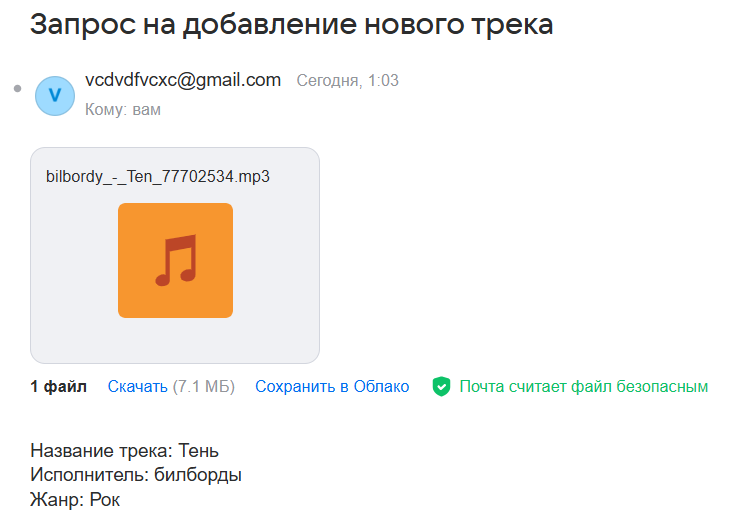 Запрос на добавление нового трека
V
vcdvdfvcxc@gmail.com Сегодня, 1:03
Кому: вам
bilbordy_-_Ten_77702534.mp3
1 файл Скачать (7.1 МБ) Сохранить в Облако Почта считает файл безопасным
Название трека: Тень
Исполнитель: билборды
Жанр: Рок